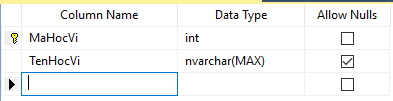 Column Name Data Type Allow Nulls
MaHocVi int
TenHocVi nvarchar(MAX)